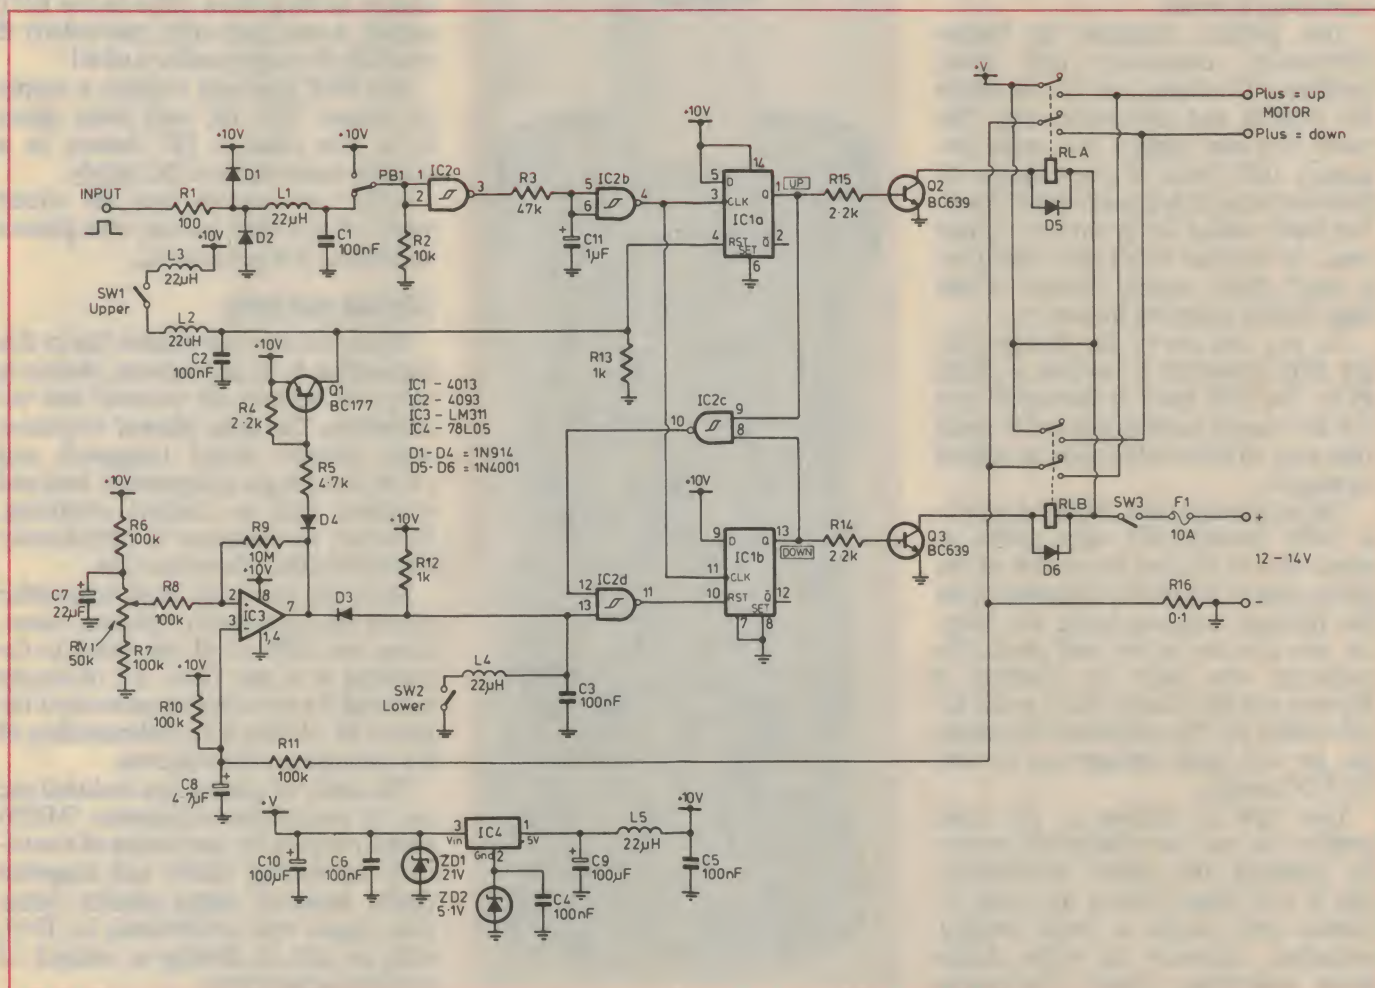 +V
Plus = up
MOTOR
Plus = down
+10V
+10V
+10V
INPUT
R1
100
D1
D2
L1
22µH
C1
100nF
PB1
1
2
IC2a
3
R2
10k
R3
47k
5
6
IC2b
4
C11
1µF
+
14
5
D
Q
1
UP
3
CLK
IC1a
4
RST
Q̅
2
SET
6
R15
2.2k
Q2
BC639
RLA
D5
L3
22µH
+10V
SW1
Upper
L2
22uH
C2
100nF
R13
1k
+10V
Q1
BC177
R4
2.2k
R5
4.7k
D4
IC1 - 4013
IC2 - 4093
IC3 - LM311
IC4 - 78L05
D1-D4 = 1N914
D5-D6 = 1N4001
10
IC2c
9
8
+10V
R6
100k
C7
22µF
+
RV1
50k
R7
100k
R8
100k
R9
10M
+10V
2
+
8
IC3
7
3
-
1,4
D3
+10V
R12
1k
12
13
IC2d
11
+10V
9
D
Q
13
DOWN
IC1b
11
CLK
10
RST
Q̅
12
SET
7
8
R14
2.2k
Q3
BC639
RLB
D6
SW3
F1
10A
+
12-14V
-
R16
0.1
SW2
Lower
L4
22µH
C3
100nF
+10V
R10
100k
R11
100k
C8
4.7µF
+
+V
C10
100µF
+
C6
100nF
ZD1
21V
3
Vin
IC4
1
5V
Gnd
2
ZD2
5.1V
C4
100nF
C9
100µF
+
L5
22µH
+10V
C5
100nF